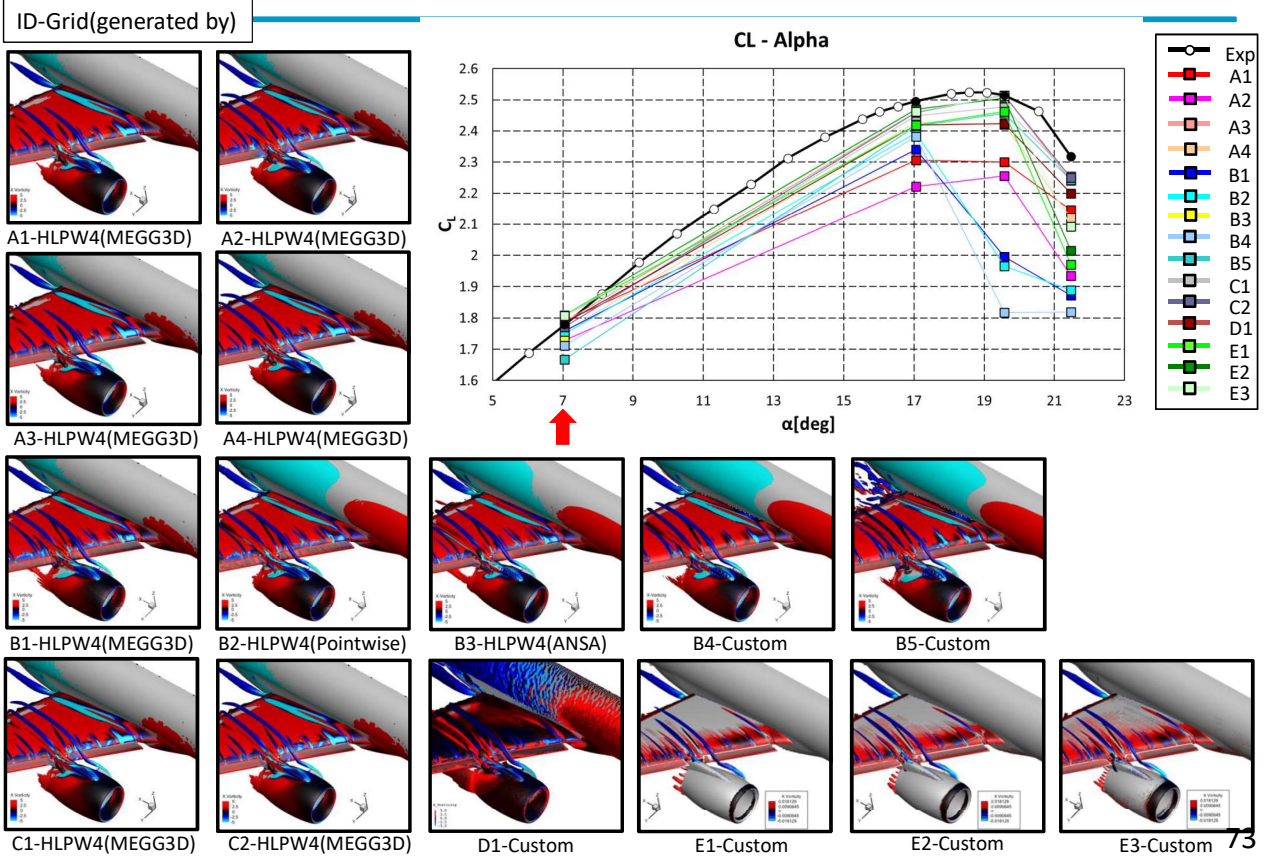 ID-Grid(generated by)
CL - Alpha
2.6
2.5
2.4
2.3
2.2
2.1
2
1.9
1.8
1.7
1.6
CL
5
7
9
11
13
15
17
19
21
23
α[deg]
Exp
A1
A2
A3
A4
B1
B2
B3
B4
B5
C1
C2
D1
E1
E2
E3
A1-HLPW4(MEGG3D)
A2-HLPW4(MEGG3D)
A3-HLPW4(MEGG3D)
A4-HLPW4(MEGG3D)
B1-HLPW4(MEGG3D)
B2-HLPW4(Pointwise)
B3-HLPW4(ANSA)
B4-Custom
B5-Custom
C1-HLPW4(MEGG3D)
C2-HLPW4(MEGG3D)
D1-Custom
E1-Custom
E2-Custom
E3-Custom
73